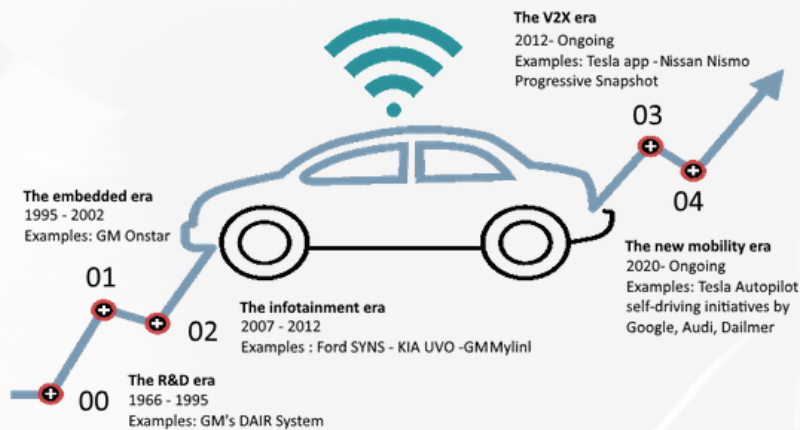 The V2X era
2012- Ongoing
Examples: Tesla app -Nissan Nismo
Progressive Snapshot
03
04
The embedded era
1995 - 2002
Examples: GM Onstar
01
The new mobility era
2020- Ongoing
Examples: Tesla Autopilot
self-driving initiatives by
Google, Audi, Dailmer
02
The infotainment era
2007 - 2012
Examples : Ford SYNS - KIA UVO -GMMylinl
00
The R&D era
1966 - 1995
Examples: GM's DAIR System